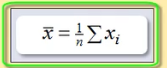 x̅ = 1/n ∑ xᵢ